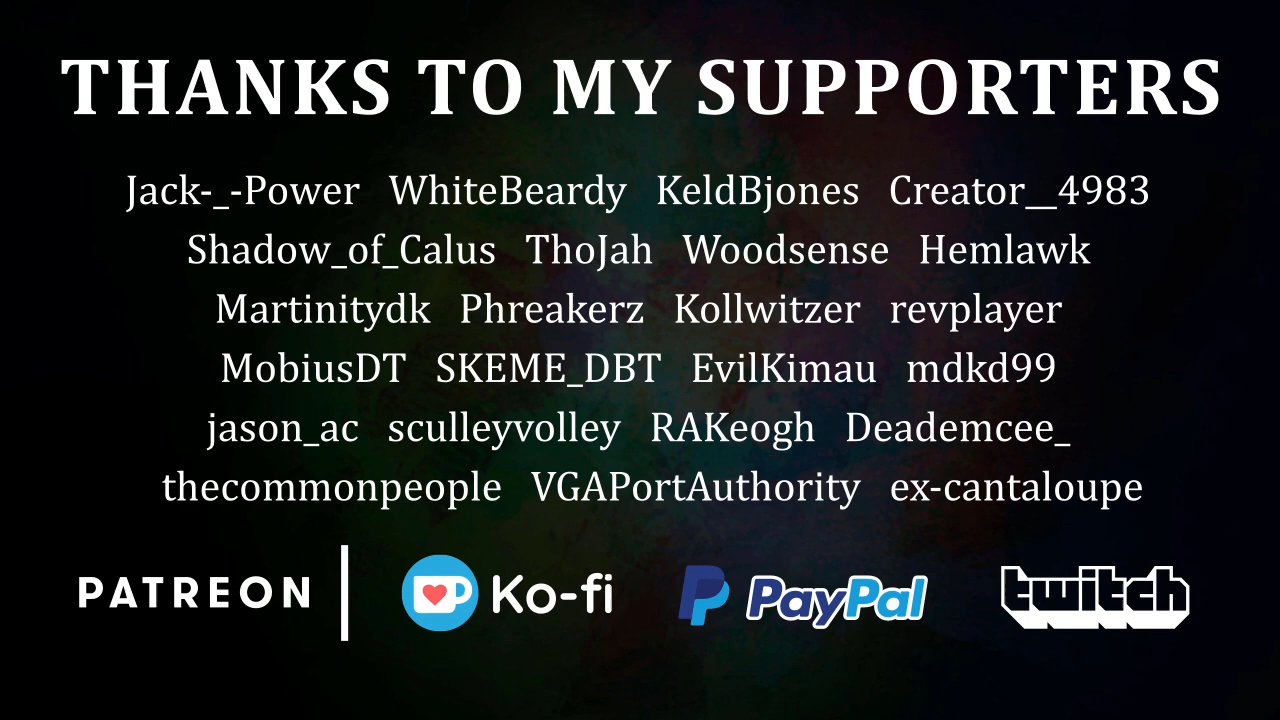 THANKS TO MY SUPPORTERS
Jack-_-Power WhiteBeardy KeldBjones Creator__4983
Shadow_of_Calus ThoJah Woodsense Hemlawk
Martinitydk Phreakerz Kollwitzer revplayer
MobiusDT SKEME_DBT EvilKimau mdkd99
jason_ac sculleyvolley RAKeogh Deademcee_
thecommonpeople VGAPortAuthority ex-cantaloupe
PATREON Ko-fi PayPal twitch